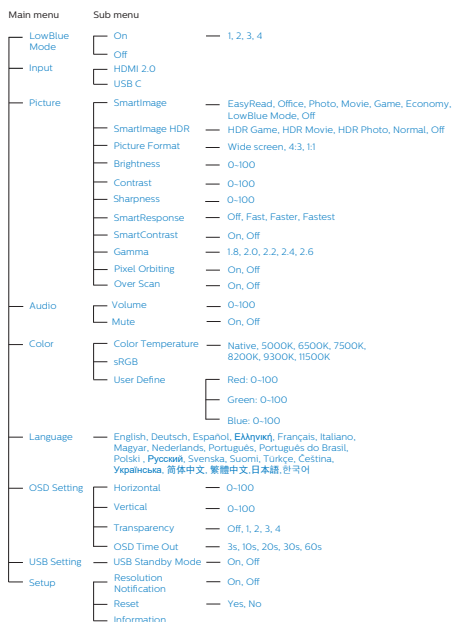 Main menu Sub menu
LowBlue Mode On 1, 2, 3, 4
Off
Input HDMI 2.0
USB C
Picture SmartImage EasyRead, Office, Photo, Movie, Game, Economy,
LowBlue Mode, Off
SmartImage HDR HDR Game, HDR Movie, HDR Photo, Normal, Off
Picture Format Wide screen, 4:3, 1:1
Brightness 0-100
Contrast 0-100
Sharpness 0-100
SmartResponse Off, Fast, Faster, Fastest
SmartContrast On, Off
Gamma 1.8, 2.0, 2.2, 2.4, 2.6
Pixel Orbiting On, Off
Over Scan On, Off
Audio Volume 0-100
Mute On, Off
Color Color Temperature Native, 5000K, 6500K, 7500K,
8200K, 9300K, 11500K
sRGB
User Define Red: 0-100
Green: 0-100
Blue: 0-100
Language English, Deutsch, Español, Ελληνική, Français, Italiano,
Magyar, Nederlands, Português, Português do Brasil,
Polski , Русский, Svenska, Suomi, Türkçe, Čeština,
Українська, 简体中文, 繁體中文,日本語,한국어
OSD Setting Horizontal 0-100
Vertical 0-100
Transparency Off, 1, 2, 3, 4
OSD Time Out 3s, 10s, 20s, 30s, 60s
USB Setting USB Standby Mode On, Off
Setup Resolution Notification On, Off
Reset Yes, No
Information